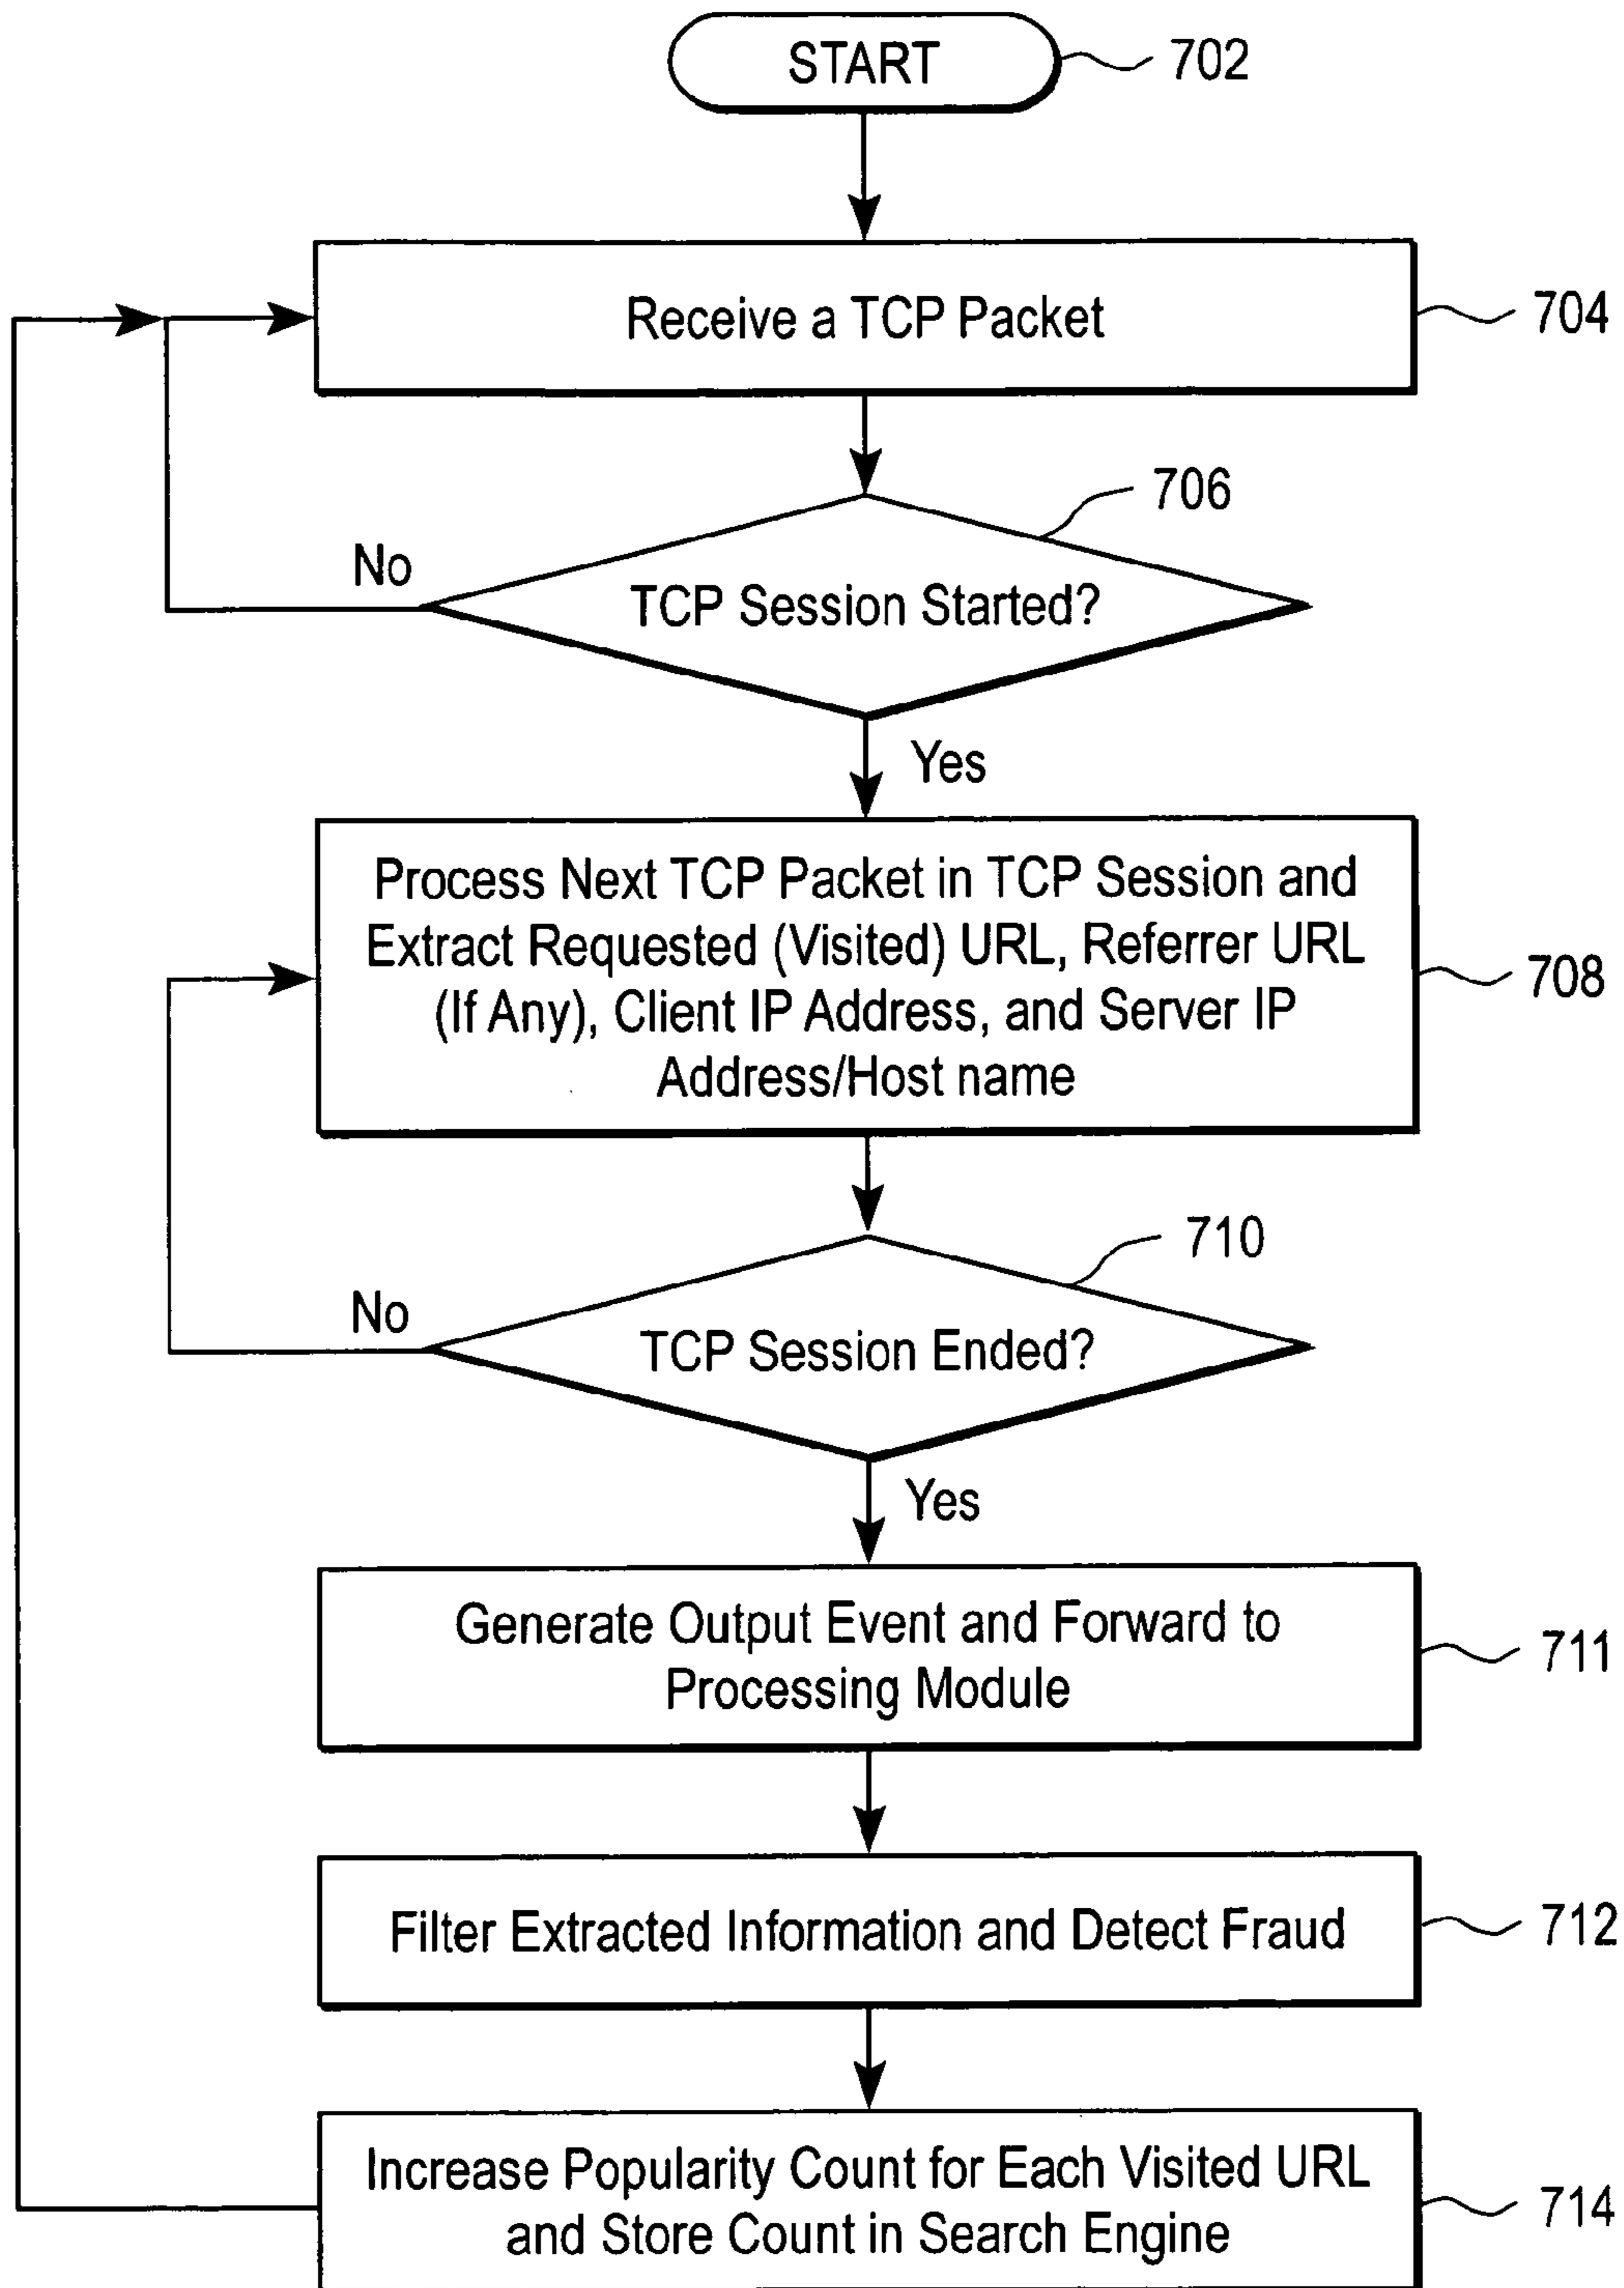 START
702
Receive a TCP Packet
704
706
No
TCP Session Started?
Yes
Process Next TCP Packet in TCP Session and
Extract Requested (Visited) URL, Referrer URL
(If Any), Client IP Address, and Server IP
Address/Host name
708
710
No
TCP Session Ended?
Yes
Generate Output Event and Forward to
Processing Module
711
Filter Extracted Information and Detect Fraud
712
Increase Popularity Count for Each Visited URL
and Store Count in Search Engine
714